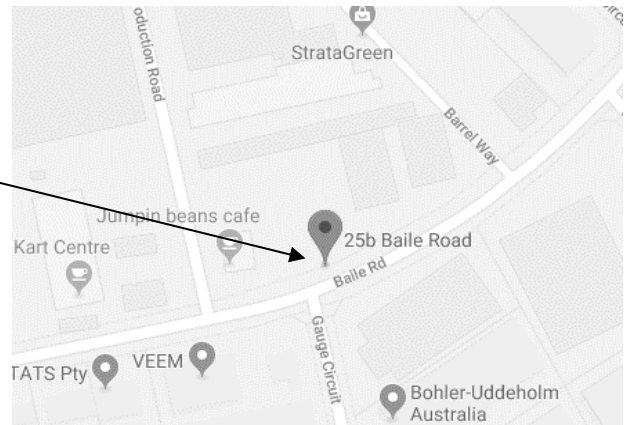 oduction Road
StrataGreen
Barrel Way
Jumpin beans cafe
Kart Centre
25b Baile Road
Baile Rd
Gauge Circuit
TATS Pty
VEEM
Bohler-Uddeholm
Australia